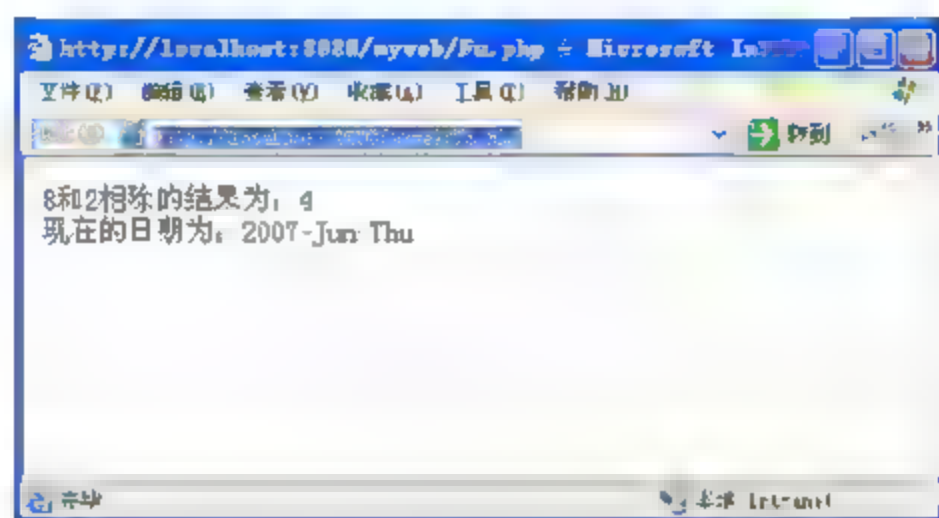 http://localhost:8080/myweb/Fu.php - Microsoft
文件(F) 编辑(E) 查看(V) 收藏(A) 工具(T) 帮助(H)
转到
8和2相除的结果为：4
现在的日期为：2007-Jun Thu
完毕
本地 Intranet